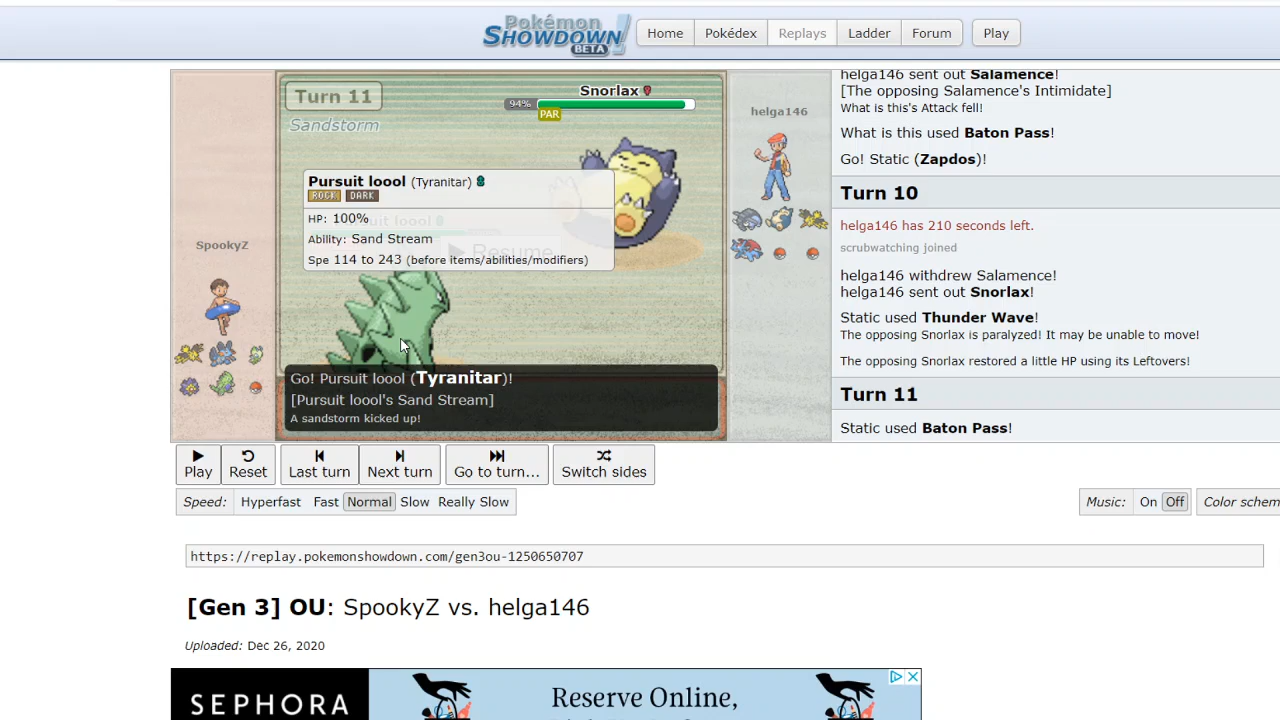 Pokémon
SHOWDOWN!
BETA
Home
Pokédex
Replays
Ladder
Forum
Play
Turn 11
Sandstorm
Snorlax
94%
PAR
Pursuit loool (Tyranitar)
ROCK DARK
HP: 100%
Ability: Sand Stream
Spe 114 to 243 (before items/abilities/modifiers)
Resume
SpookyZ
helga146
Go! Pursuit loool (Tyranitar)!
[Pursuit loool's Sand Stream]
A sandstorm kicked up!
helga146 sent out Salamence!
[The opposing Salamence's Intimidate]
What is this's Attack fell!
What is this used Baton Pass!
Go! Static (Zapdos)!
Turn 10
helga146 has 210 seconds left.
scrubwatching joined
helga146 withdrew Salamence!
helga146 sent out Snorlax!
Static used Thunder Wave!
The opposing Snorlax is paralyzed! It may be unable to move!
The opposing Snorlax restored a little HP using its Leftovers!
Turn 11
Static used Baton Pass!
Play
Reset
Last turn
Next turn
Go to turn...
Switch sides
Speed: Hyperfast Fast Normal Slow Really Slow
Music: On Off
Color schem
https://replay.pokemonshowdown.com/gen3ou-1250650707
[Gen 3] OU: SpookyZ vs. helga146
Uploaded: Dec 26, 2020
SEPHORA
Reserve Online,